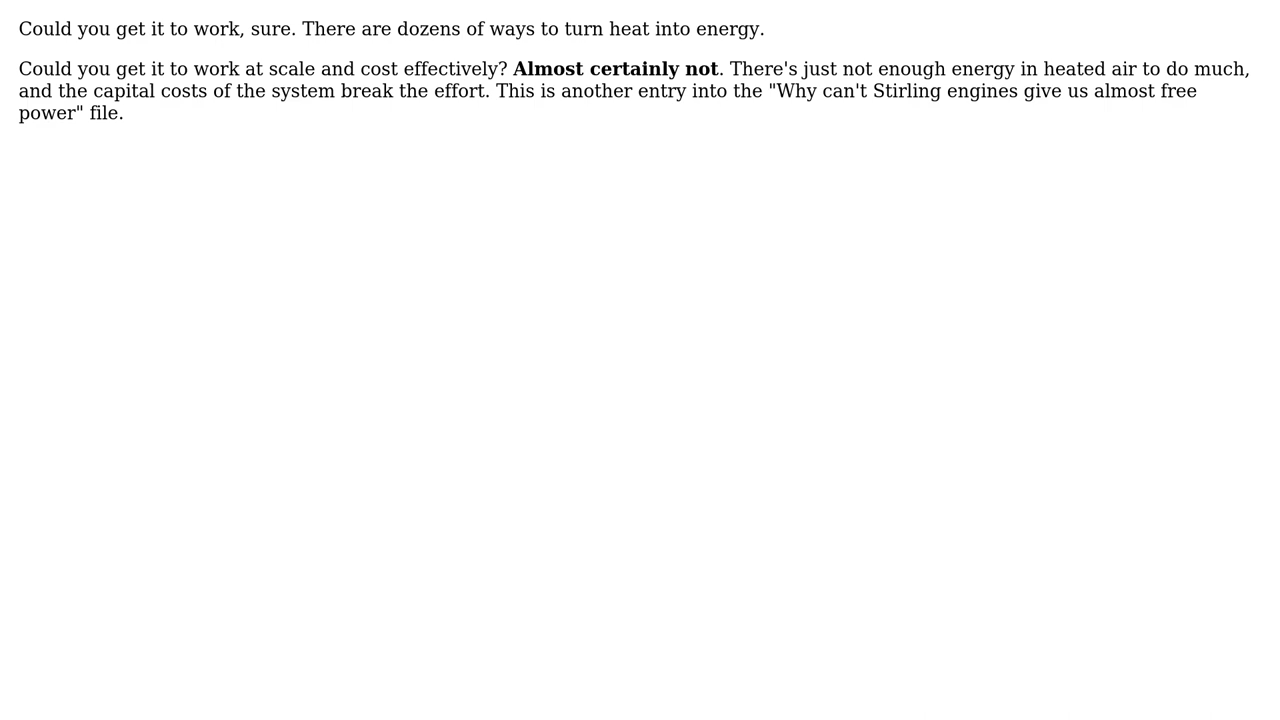 Could you get it to work, sure. There are dozens of ways to turn heat into energy.
Could you get it to work at scale and cost effectively? Almost certainly not. There's just not enough energy in heated air to do much,
and the capital costs of the system break the effort. This is another entry into the "Why can't Stirling engines give us almost free
power" file.